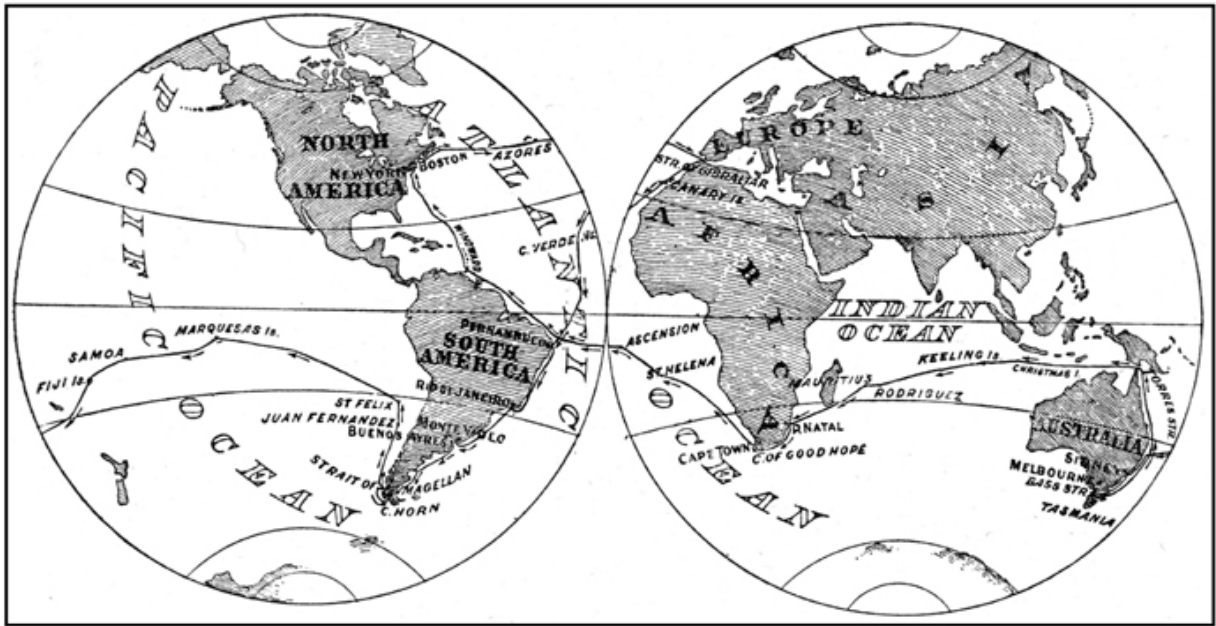 PACIFIC
OCEAN
ATLANTIC
NORTH
AMERICA
NEW YORK
BOSTON
AZORES
C. VERDE Is.
PERNAMBUCO
SOUTH
AMERICA
RIO DE JANEIRO
MONTEVIDEO
BUENOS AYRES
MARQUESAS Is.
SAMOA
FIJI Is.
ST FELIX
JUAN FERNANDEZ
STRAIT OF
MAGELLAN
C. HORN
EUROPE
ASIA
STR. OF GIBRALTAR
CANARY Is.
AFRICA
INDIAN
OCEAN
ASCENSION
ST. HELENA
OCEAN
MAURITIUS
RODRIGUEZ
KEELING Is.
CHRISTMAS I.
TORRES STR.
P. NATAL
CAPE TOWN
C. OF GOOD HOPE
AUSTRALIA
SIDNEY
MELBOURNE
BASS STR.
TASMANIA